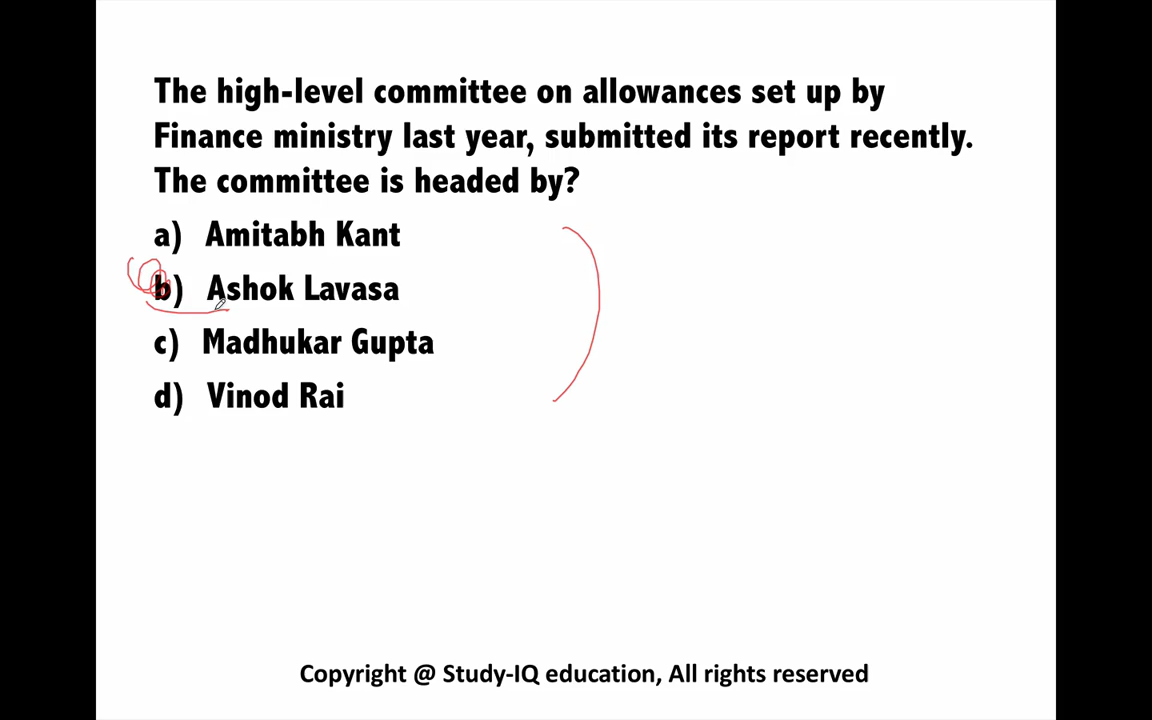 The high-level committee on allowances set up by
Finance ministry last year, submitted its report recently.
The committee is headed by?
a) Amitabh Kant
b) Ashok Lavasa
c) Madhukar Gupta
d) Vinod Rai
Copyright @ Study-IQ education, All rights reserved